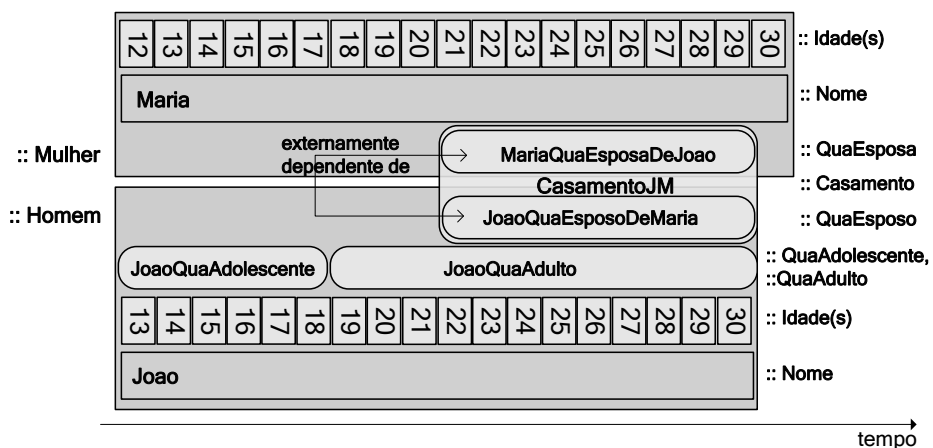 12 13 14 15 16 17 18 19 20 21 22 23 24 25 26 27 28 29 30 :: Idade(s)
Maria :: Nome
:: Mulher
externamente
dependente de
MariaQuaEsposaDeJoao :: QuaEsposa
CasamentoJM :: Casamento
:: Homem
JoaoQuaEsposoDeMaria :: QuaEsposo
JoaoQuaAdolescente JoaoQuaAdulto :: QuaAdolescente,
::QuaAdulto
13 14 15 16 17 18 19 20 21 22 23 24 25 26 27 28 29 30 :: Idade(s)
Joao :: Nome
tempo